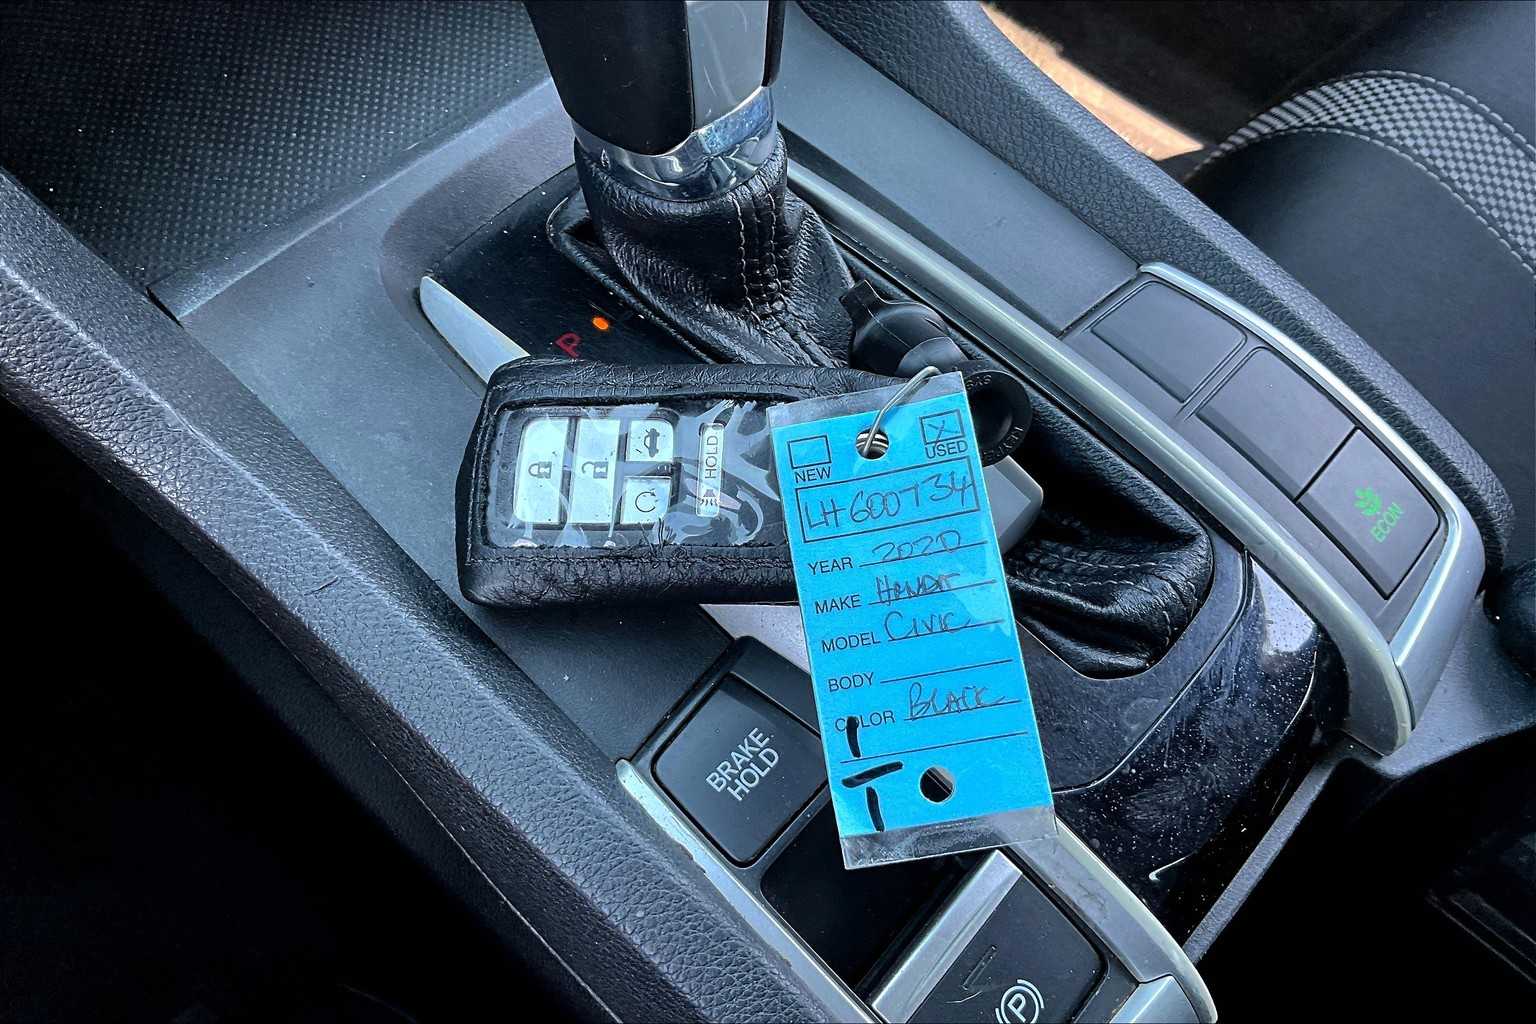 P
HOLD
NEW
USED
LH600734
YEAR 2020
MAKE HONDA
MODEL CIVIC
BODY
COLOR BLACK
T
ECON
BRAKE
HOLD
P